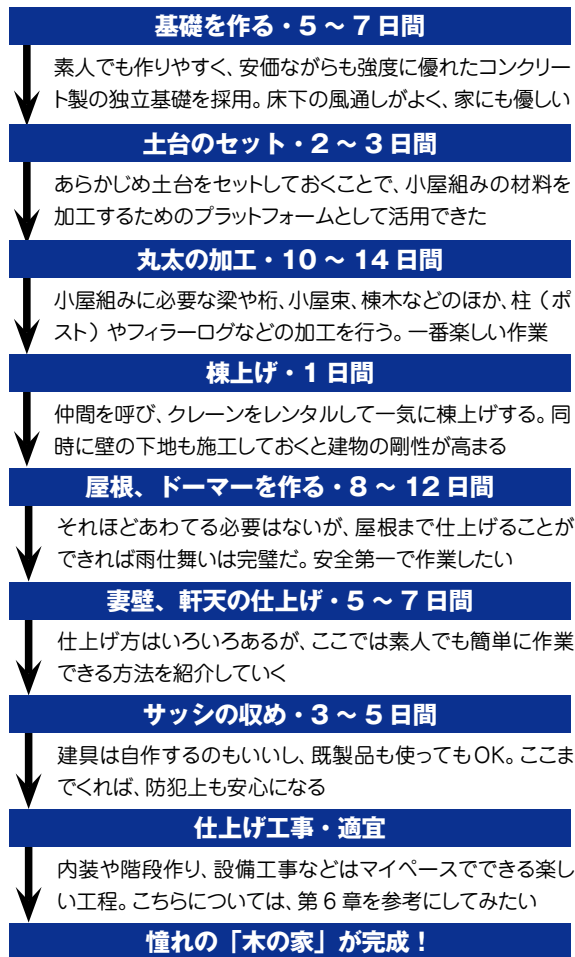 基礎を作る・5～7日間
素人でも作りやすく、安価ながらも強度に優れたコンクリー
ト製の独立基礎を採用。床下の風通しがよく、家にも優しい
土台のセット・2～3日間
あらかじめ土台をセットしておくことで、小屋組みの材料を
加工するためのプラットフォームとして活用できた
丸太の加工・10～14日間
小屋組みに必要な梁や桁、小屋束、棟木などのほか、柱（ポ
スト）やフィラーログなどの加工を行う。一番楽しい作業
棟上げ・1日間
仲間を呼び、クレーンをレンタルして一気に棟上げする。同
時に壁の下地も施工しておくと建物の剛性が高まる
屋根、ドーマーを作る・8～12日間
それほどあわてる必要はないが、屋根まで仕上げることが
できれば雨仕舞いは完璧だ。安全第一で作業したい
妻壁、軒天の仕上げ・5～7日間
仕上げ方はいろいろあるが、ここでは素人でも簡単に作業
できる方法を紹介していく
サッシの収め・3～5日間
建具は自作するのもいいし、既製品も使ってもOK。ここま
でくれば、防犯上も安心になる
仕上げ工事・適宜
内装や階段作り、設備工事などはマイペースでできる楽し
い工程。こちらについては、第6章を参考にしてみたい
憧れの「木の家」が完成！